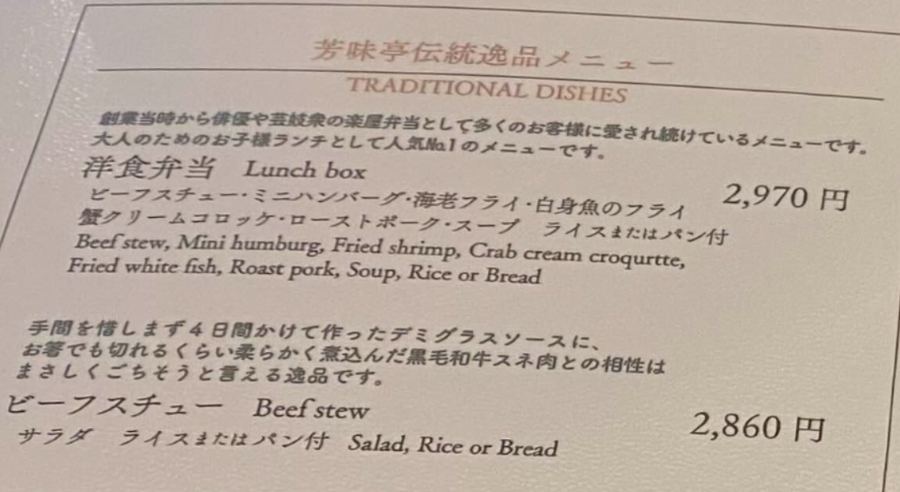 芳味亭伝統逸品メニュー
TRADITIONAL DISHES
創業当時から俳優や芸妓衆の楽屋弁当として多くのお客様に愛され続けているメニューです。
大人のためのお子様ランチとして人気№1のメニューです。
洋食弁当 Lunch box 2,970 円
ビーフスチュー・ミニハンバーグ・海老フライ・白身魚のフライ
蟹クリームコロッケ・ローストポーク・スープ ライスまたはパン付
Beef stew, Mini humburg, Fried shrimp, Crab cream croqurtte,
Fried white fish, Roast pork, Soup, Rice or Bread
手間を惜しまず4日間かけて作ったデミグラスソースに、
お箸でも切れるくらい柔らかく煮込んだ黒毛和牛スネ肉との相性は
まさしくごちそうと言える逸品です。
ビーフスチュー Beef stew 2,860 円
サラダ ライスまたはパン付 Salad, Rice or Bread